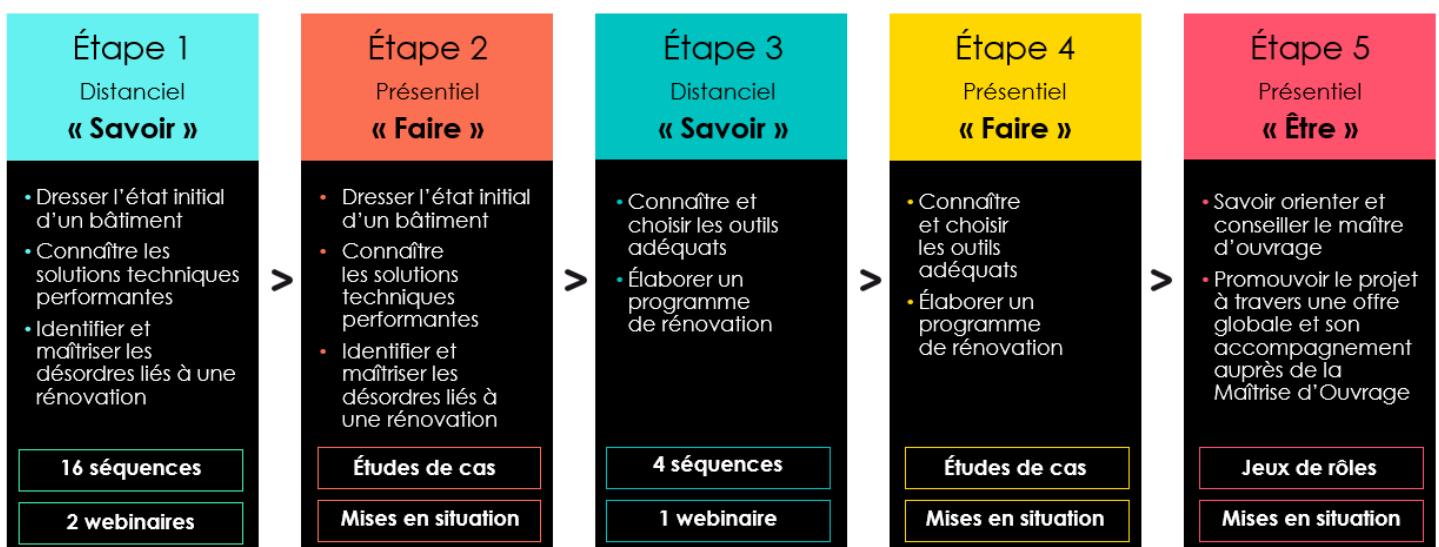 Étape 1
Distanciel
« Savoir »
• Dresser l'état initial
d'un bâtiment
• Connaître les
solutions techniques
performantes
• Identifier et
maîtriser les
désordres liés à une
rénovation
16 séquences
2 webinaires
>
Étape 2
Présentiel
« Faire »
• Dresser l'état initial
d'un bâtiment
• Connaître
les solutions
techniques
performantes
• Identifier et
maîtriser les
désordres liés à
une rénovation
Études de cas
Mises en situation
>
Étape 3
Distanciel
« Savoir »
• Connaître et
choisir les outils
adéquats
• Élaborer un
programme
de rénovation
4 séquences
1 webinaire
>
Étape 4
Présentiel
« Faire »
• Connaître
et choisir
les outils
adéquats
• Élaborer un
programme
de rénovation
Études de cas
Mises en situation
>
Étape 5
Présentiel
« Être »
• Savoir orienter et
conseiller le maître
d'ouvrage
• Promouvoir le projet
à travers une offre
globale et son
accompagnement
auprès de la
Maîtrise d'Ouvrage
Jeux de rôles
Mises en situation